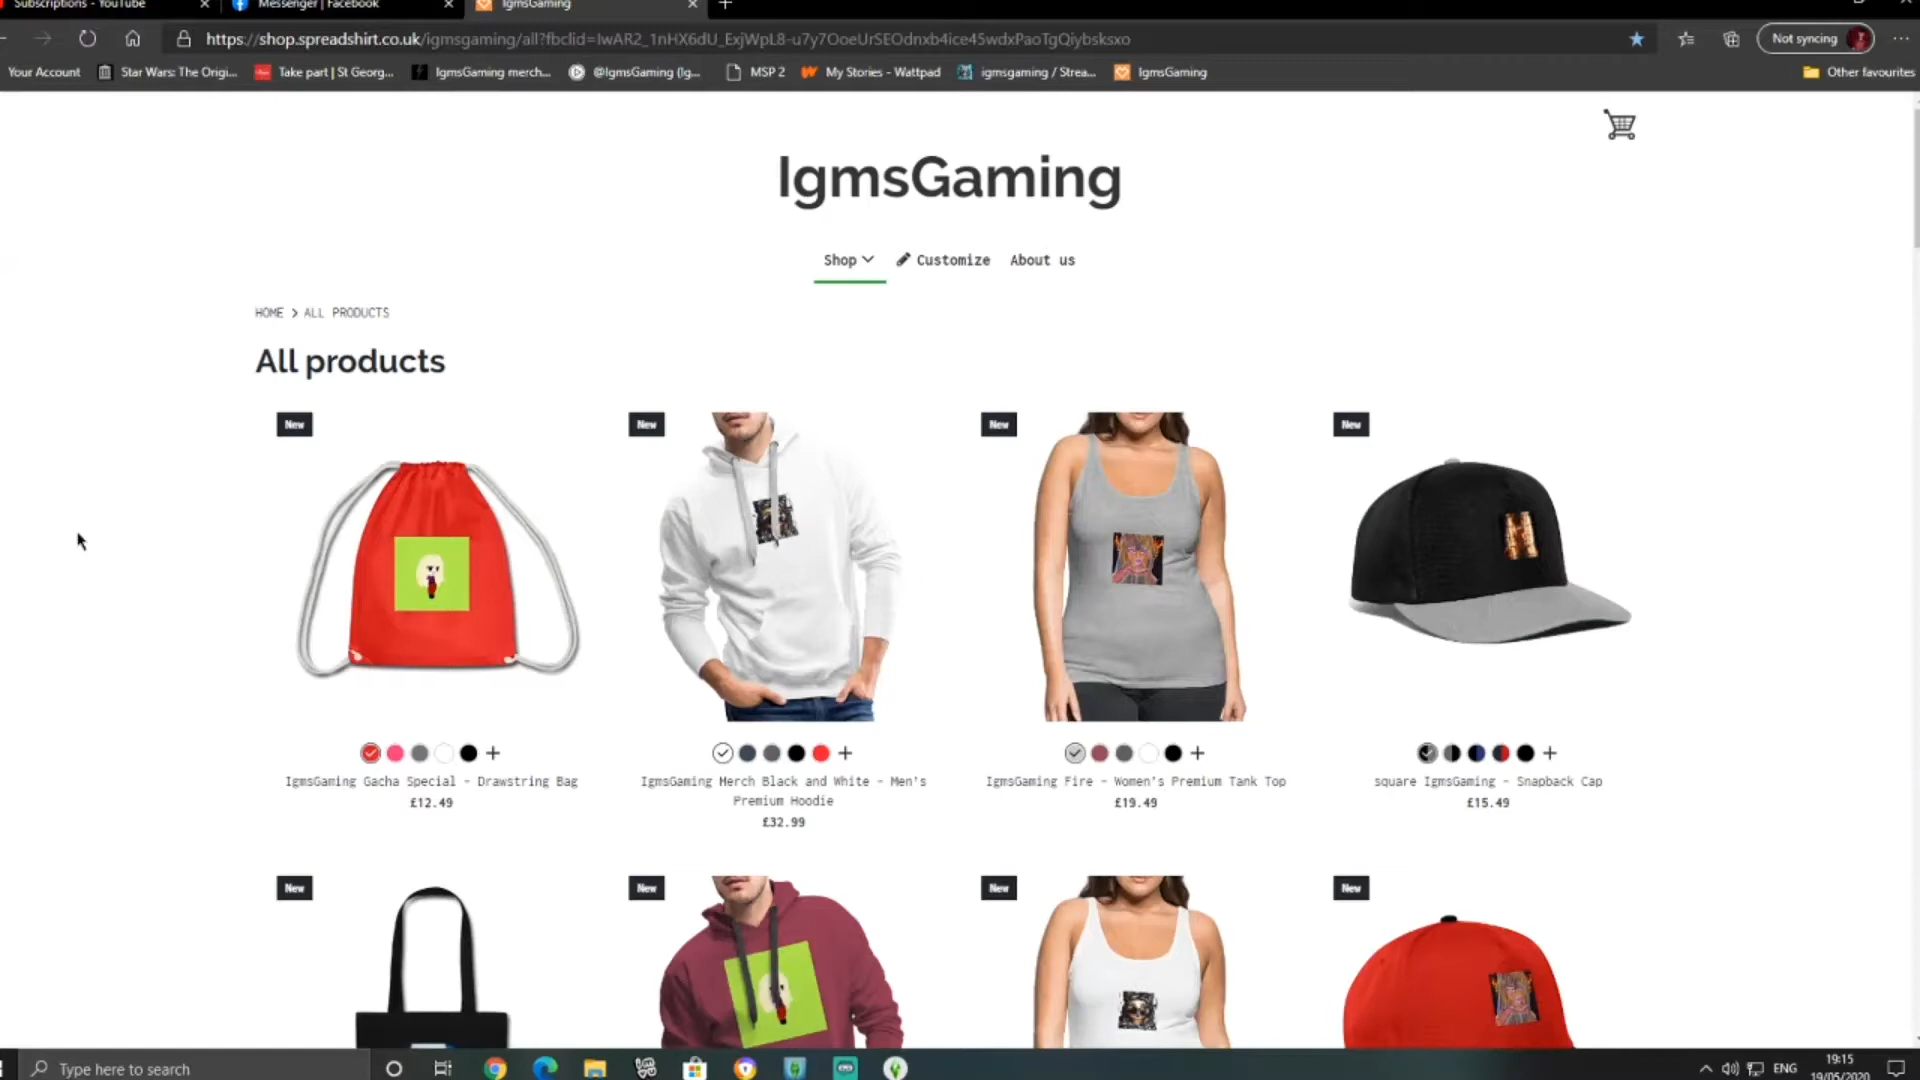 Subscriptions - YouTube
Messenger | Facebook
IgmsGaming
https://shop.spreadshirt.co.uk/igmsgaming/all?fbclid=IwAR2_1nHX6dU_ExjWpL8-u7y7OoeUrSEOdnxb4ice45wdxPaoTgQiybsksxo
Not syncing
Your Account
Star Wars: The Origi...
Take part | St Georg...
IgmsGaming merch...
@IgmsGaming (Ig...
MSP 2
My Stories - Wattpad
igmsgaming / Strea...
IgmsGaming
Other favourites
IgmsGaming
Shop
Customize
About us
HOME > ALL PRODUCTS
All products
New
New
New
New
IgmsGaming Gacha Special - Drawstring Bag
£12.49
IgmsGaming Merch Black and White - Men's
Premium Hoodie
£32.99
IgmsGaming Fire - Women's Premium Tank Top
£19.49
square IgmsGaming - Snapback Cap
£15.49
New
New
New
New
Type here to search
ENG
19:15
19/05/2020